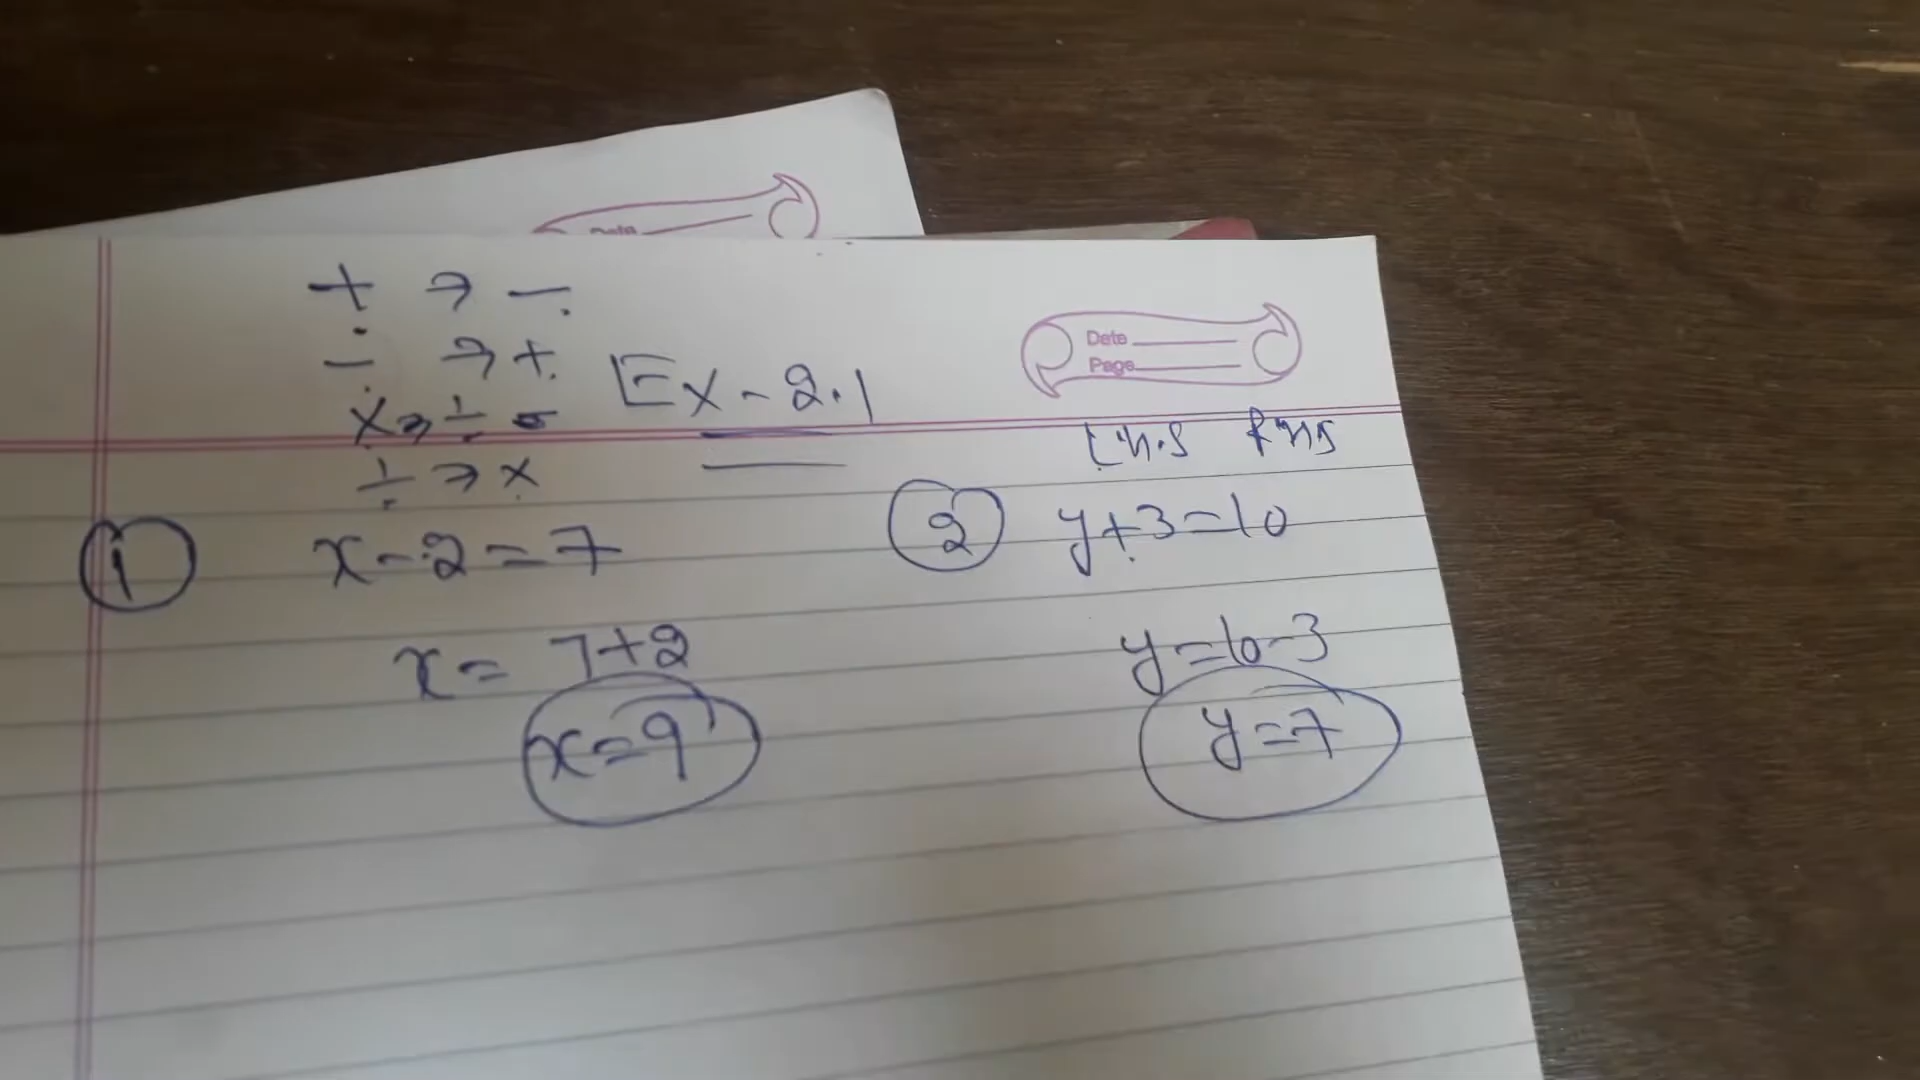 + → −
− → +
Ex - 2.1
x → ÷
÷ → x
Date
Page
L.H.S R.H.S
① x - 2 = 7
x = 7+2
x = 9
② y+3=10
y=10-3
y=7